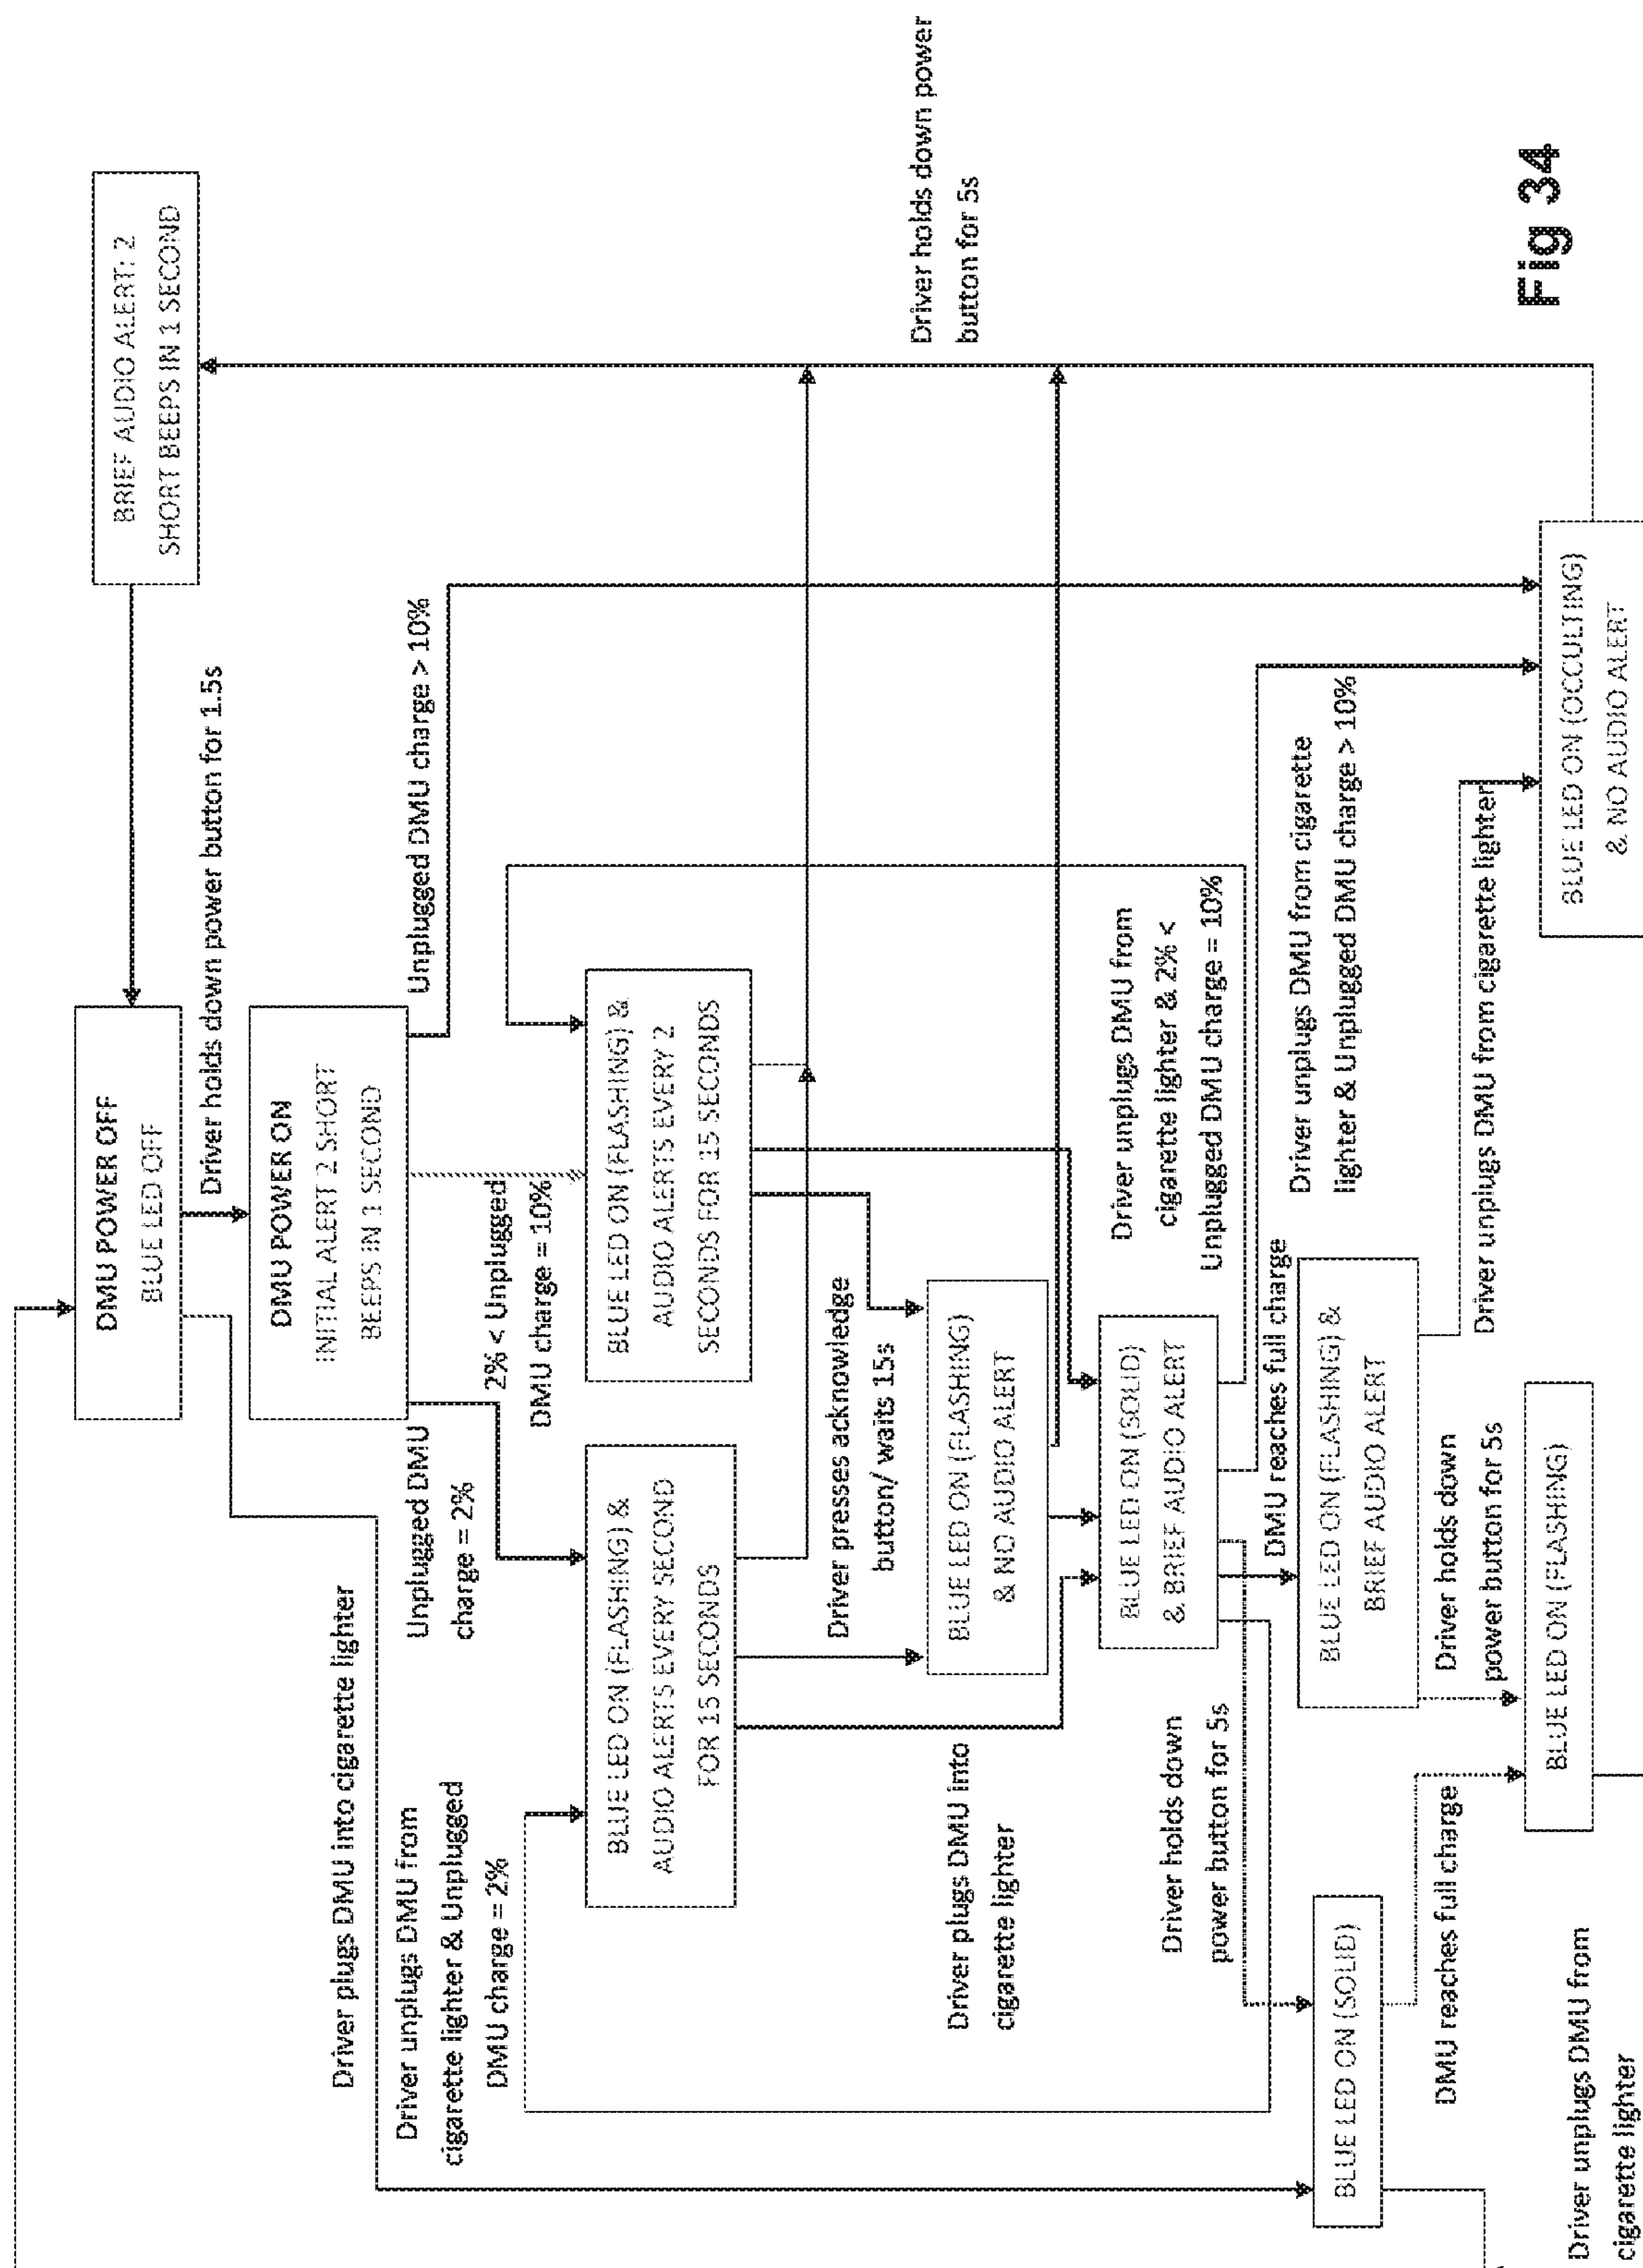 DMU POWER OFF
BLUE LED OFF
BRIEF AUDIO ALERT: 2
SHORT BEEPS IN 1 SECOND
Driver holds down power button for 1.5s
DMU POWER ON
INITIAL ALERT 2 SHORT
BEEPS IN 1 SECOND
Driver plugs DMU into cigarette lighter
Driver unplugs DMU from
cigarette lighter & Unplugged
DMU charge = 2%
Unplugged DMU
charge = 2%
2% < Unplugged
DMU charge = 10%
Unplugged DMU charge > 10%
BLUE LED ON (FLASHING) &
AUDIO ALERTS EVERY SECOND
FOR 15 SECONDS
BLUE LED ON (FLASHING) &
AUDIO ALERTS EVERY 2
SECONDS FOR 15 SECONDS
Driver holds down power
button for 5s
Driver presses acknowledge
button/ waits 15s
Driver plugs DMU into
cigarette lighter
BLUE LED ON (FLASHING)
& NO AUDIO ALERT
BLUE LED ON (SOLID)
& BRIEF AUDIO ALERT
Driver unplugs DMU from
cigarette lighter & 2% <
Unplugged DMU charge = 10%
Driver holds down
power button for 5s
DMU reaches full charge
Driver unplugs DMU from cigarette
lighter & Unplugged DMU charge > 10%
BLUE LED ON (SOLID)
BLUE LED ON (FLASHING) &
BRIEF AUDIO ALERT
DMU reaches full charge
Driver holds down
power button for 5s
Driver unplugs DMU from cigarette lighter
BLUE LED ON (FLASHING)
BLUE LED ON (OCCULTING)
& NO AUDIO ALERT
Driver unplugs DMU from
cigarette lighter
Fig 34